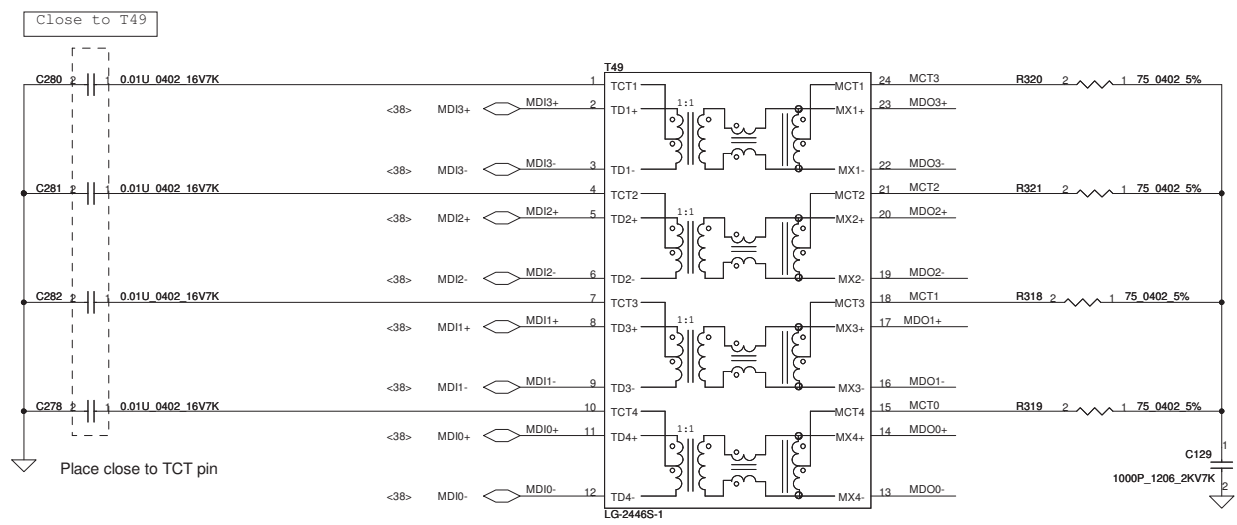 Close to T49
T49
C280 2 1 0.01U_0402_16V7K 1 TCT1 MCT1 24 MCT3 R320 2 1 75_0402_5%
<38> MDI3+ MDI3+ 2 TD1+ 1:1 MX1+ 23 MDO3+
<38> MDI3- MDI3- 3 TD1- MX1- 22 MDO3-
C281 2 1 0.01U_0402_16V7K 4 TCT2 MCT2 21 MCT2 R321 2 1 75_0402_5%
<38> MDI2+ MDI2+ 5 TD2+ 1:1 MX2+ 20 MDO2+
<38> MDI2- MDI2- 6 TD2- MX2- 19 MDO2-
C282 2 1 0.01U_0402_16V7K 7 TCT3 MCT3 18 MCT1 R318 2 1 75_0402_5%
<38> MDI1+ MDI1+ 8 TD3+ 1:1 MX3+ 17 MDO1+
<38> MDI1- MDI1- 9 TD3- MX3- 16 MDO1-
C278 2 1 0.01U_0402_16V7K 10 TCT4 MCT4 15 MCT0 R319 2 1 75_0402_5%
<38> MDI0+ MDI0+ 11 TD4+ 1:1 MX4+ 14 MDO0+
Place close to TCT pin
C129 1
1000P_1206_2KV7K 2
<38> MDI0- MDI0- 12 TD4- MX4- 13 MDO0-
LG-2446S-1